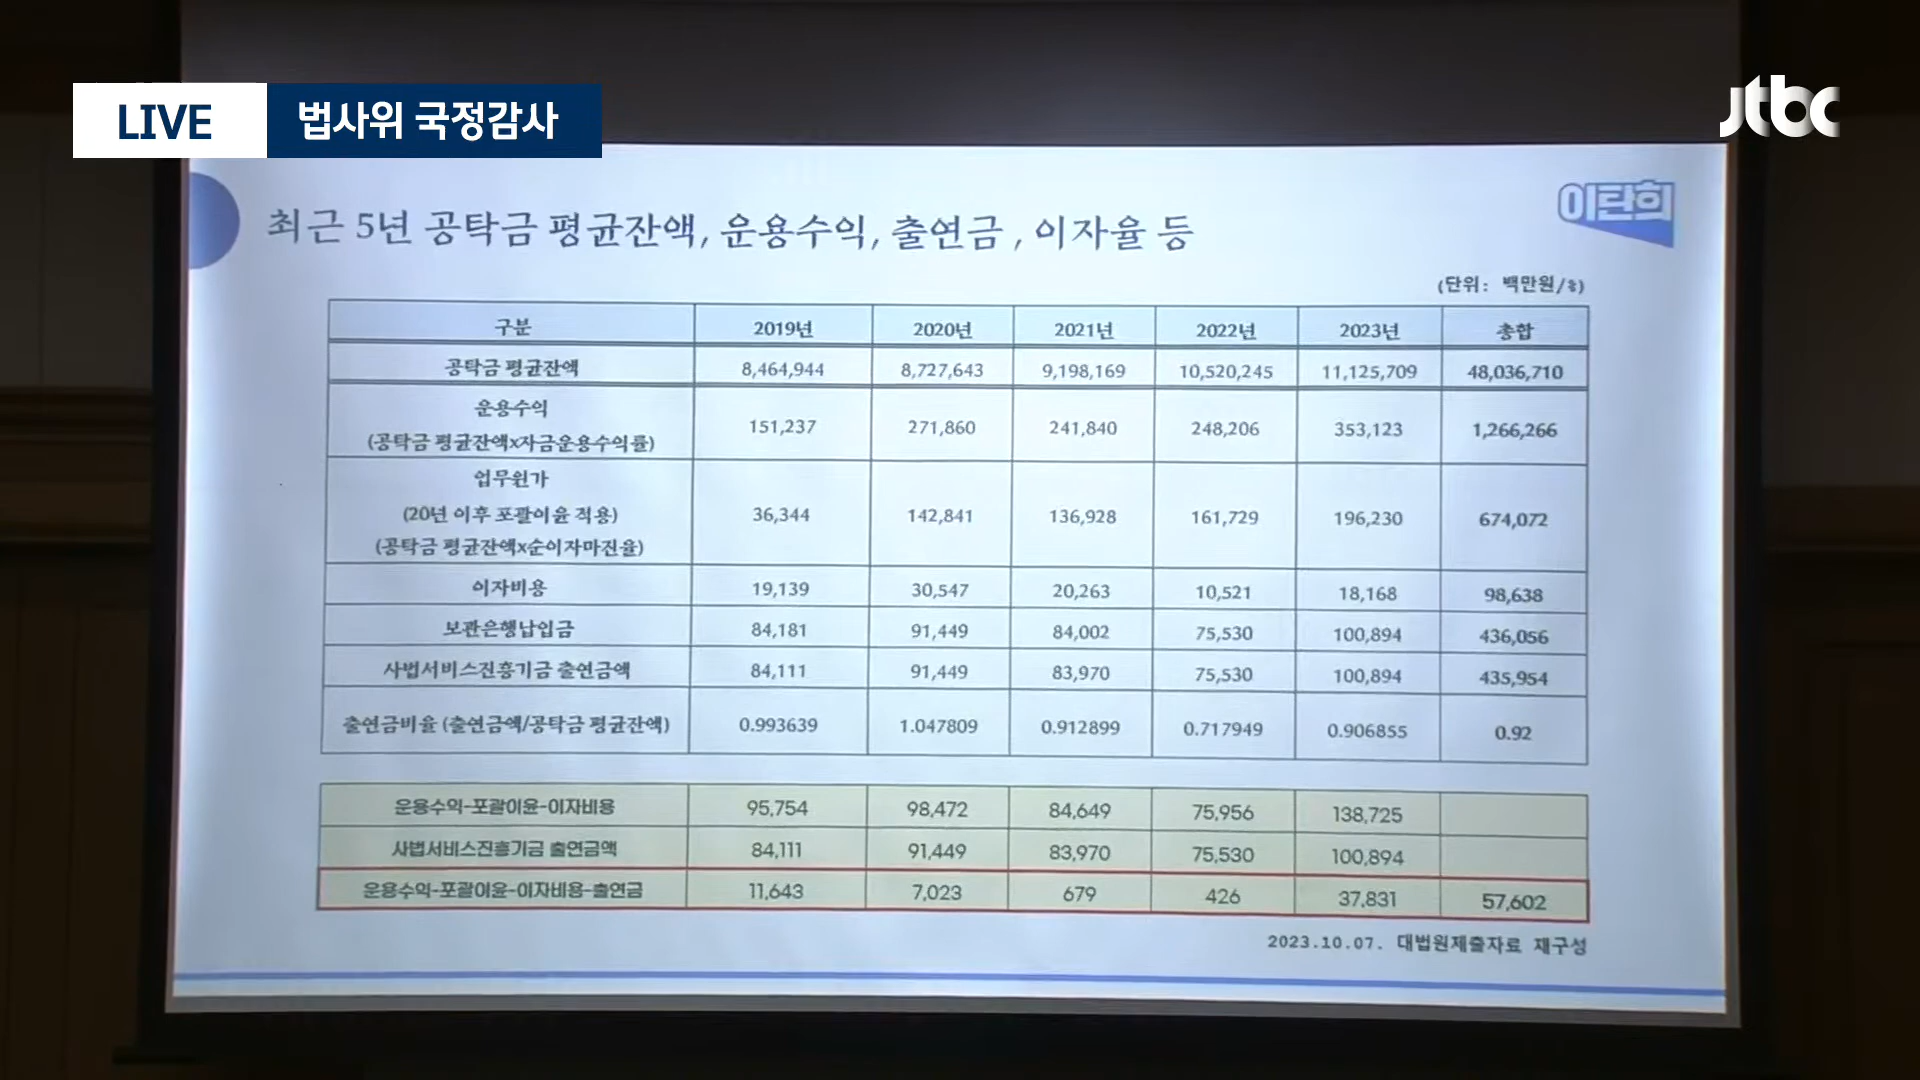 LIVE 법사위 국정감사
jtbc
이탄희
최근 5년 공탁금 평균잔액, 운용수익, 출연금 , 이자율 등
(단위: 백만원/%)
구분 2019년 2020년 2021년 2022년 2023년 총합
공탁금 평균잔액 8,464,944 8,727,643 9,198,169 10,520,245 11,125,709 48,036,710
운용수익
(공탁금 평균잔액x자금운용수익률) 151,237 271,860 241,840 248,206 353,123 1,266,266
업무원가
(20년 이후 포괄이윤 적용) 36,344 142,841 136,928 161,729 196,230 674,072
(공탁금 평균잔액x순이자마진율)
이자비용 19,139 30,547 20,263 10,521 18,168 98,638
보관은행납입금 84,181 91,449 84,002 75,530 100,894 436,056
사법서비스진흥기금 출연금액 84,111 91,449 83,970 75,530 100,894 435,954
출연금비율 (출연금액/공탁금 평균잔액) 0.993639 1.047809 0.912899 0.717949 0.906855 0.92
운용수익-포괄이윤-이자비용 95,754 98,472 84,649 75,956 138,725
사법서비스진흥기금 출연금액 84,111 91,449 83,970 75,530 100,894
운용수익-포괄이윤-이자비용-출연금 11,643 7,023 679 426 37,831 57,602
2023.10.07. 대법원제출자료 재구성